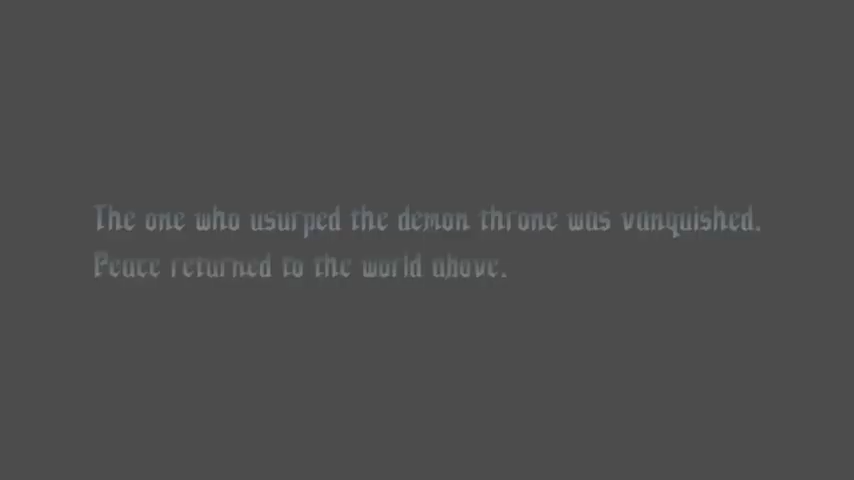 The one who usurped the demon throne was vanquished.
Peace returned to the world above.